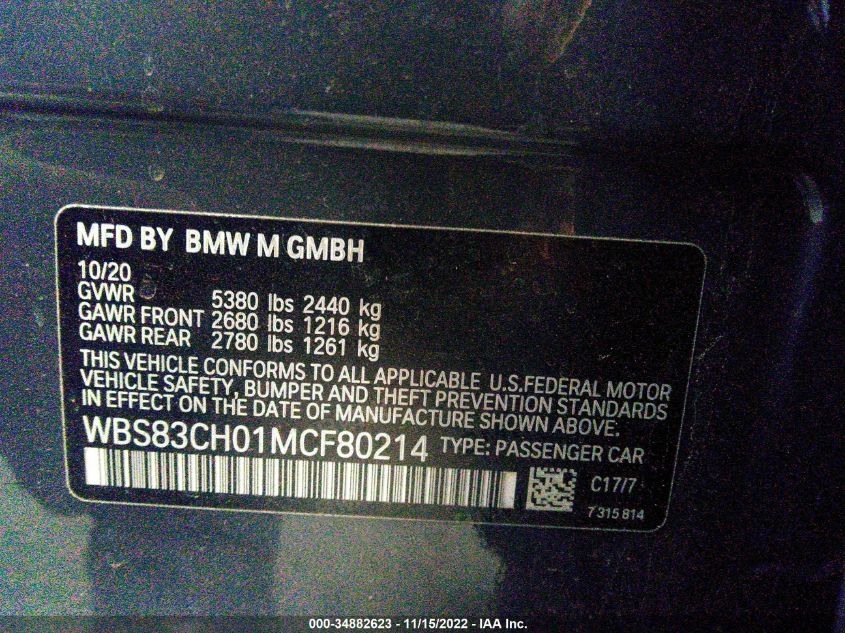 MFD BY BMW M GMBH
10/20
GVWR 5380 lbs 2440 kg
GAWR FRONT 2680 lbs 1216 kg
GAWR REAR 2780 lbs 1261 kg
THIS VEHICLE CONFORMS TO ALL APPLICABLE U.S.FEDERAL MOTOR
VEHICLE SAFETY, BUMPER AND THEFT PREVENTION STANDARDS
IN EFFECT ON THE DATE OF MANUFACTURE SHOWN ABOVE.
WBS83CH01MCF80214 TYPE: PASSENGER CAR
C17/7
7 315 814
000-34882623 - 11/15/2022 - IAA Inc.